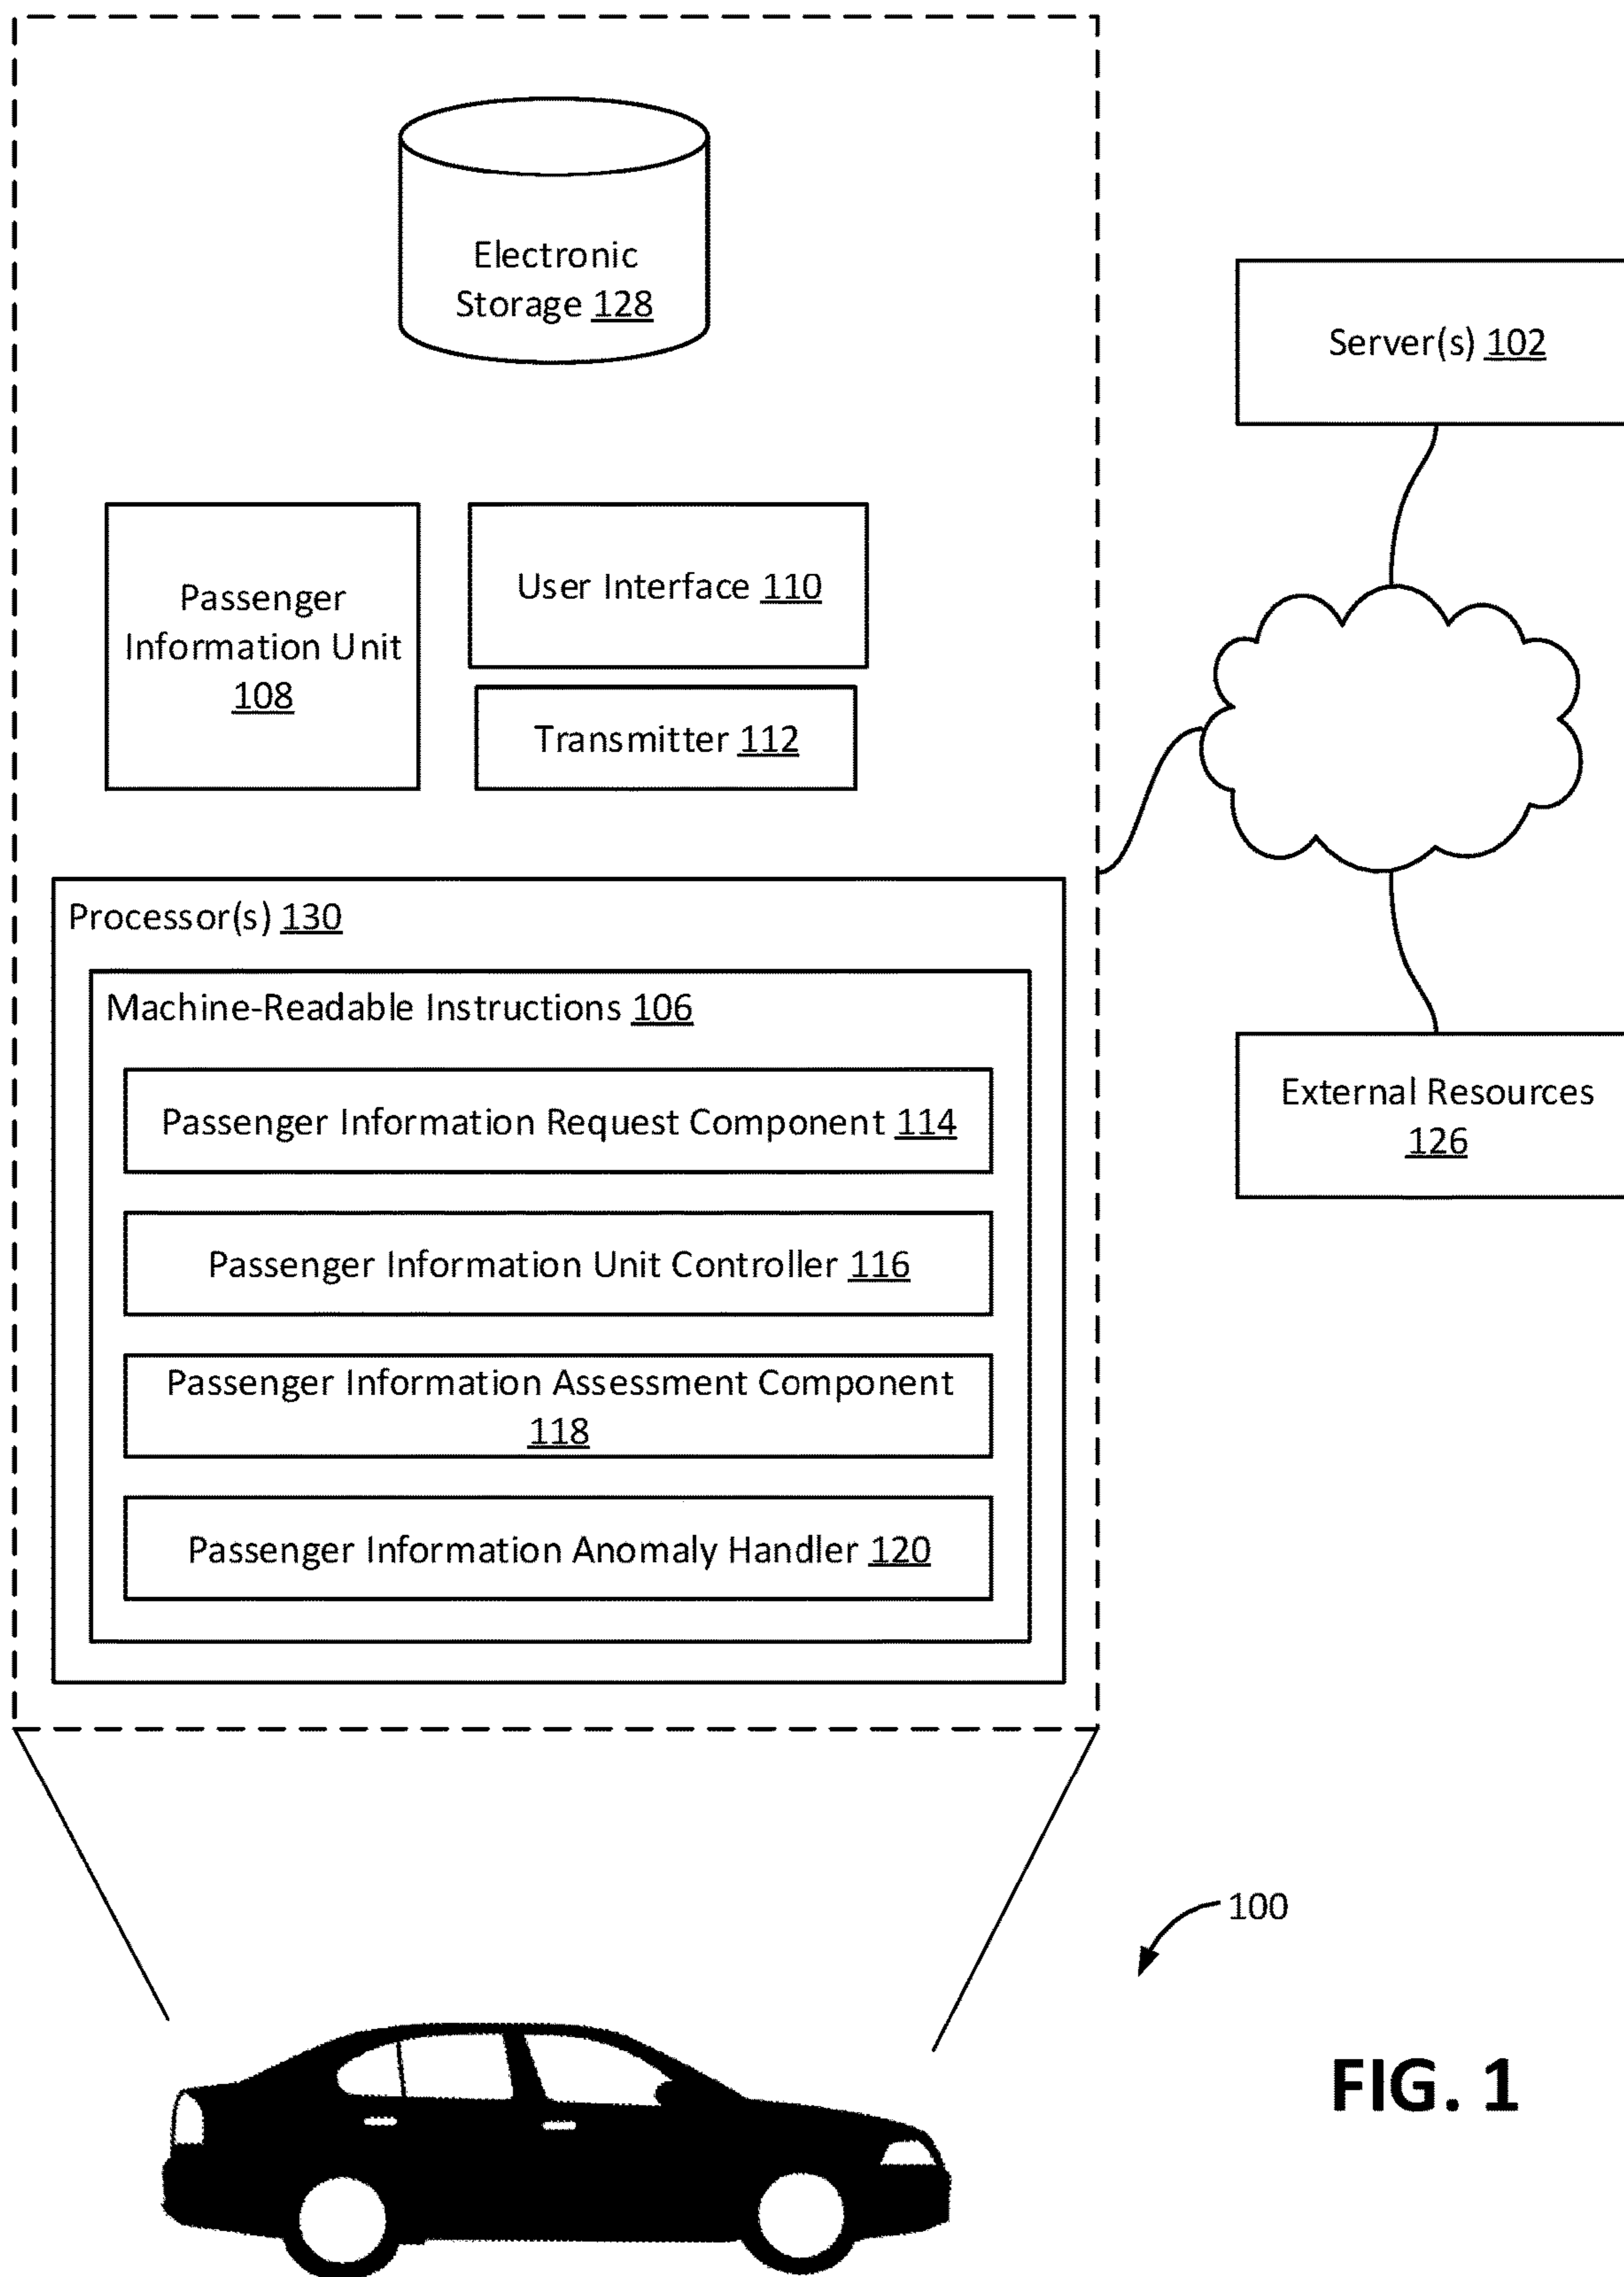 Electronic
Storage 128
Server(s) 102
Passenger
Information Unit
108
User Interface 110
Transmitter 112
Processor(s) 130
Machine-Readable Instructions 106
Passenger Information Request Component 114
Passenger Information Unit Controller 116
Passenger Information Assessment Component
118
Passenger Information Anomaly Handler 120
External Resources
126
100
FIG. 1